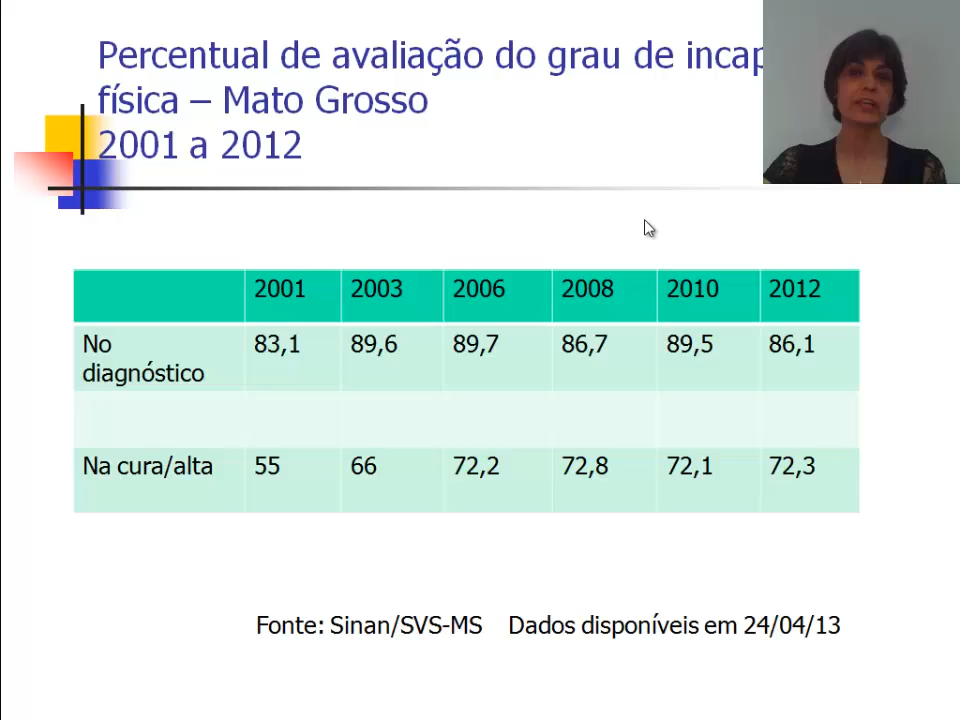 Percentual de avaliação do grau de incap
física – Mato Grosso
2001 a 2012
2001 2003 2006 2008 2010 2012
No diagnóstico 83,1 89,6 89,7 86,7 89,5 86,1
Na cura/alta 55 66 72,2 72,8 72,1 72,3
Fonte: Sinan/SVS-MS Dados disponíveis em 24/04/13